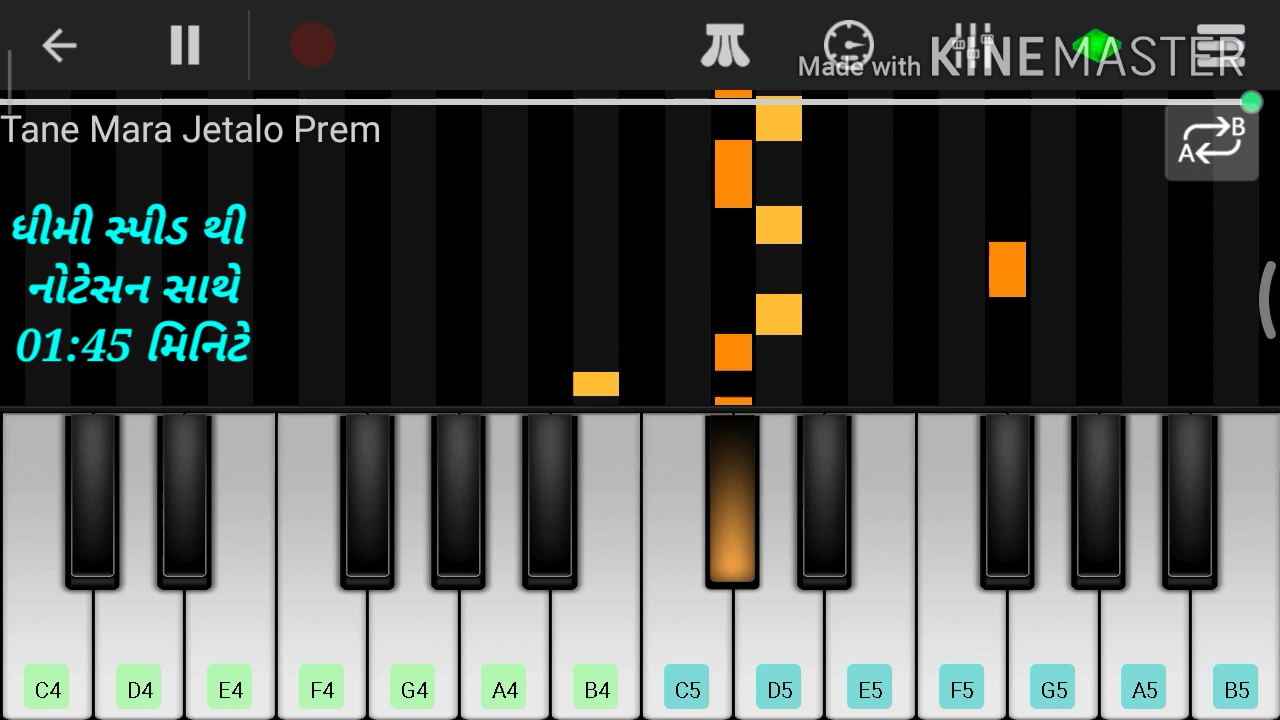 Made with KINEMASTER
Tane Mara Jetalo Prem
B
A
ધીમી સ્પીડ થી
નોટેસન સાથે
01:45 મિનિટે
C4 D4 E4 F4 G4 A4 B4 C5 D5 E5 F5 G5 A5 B5